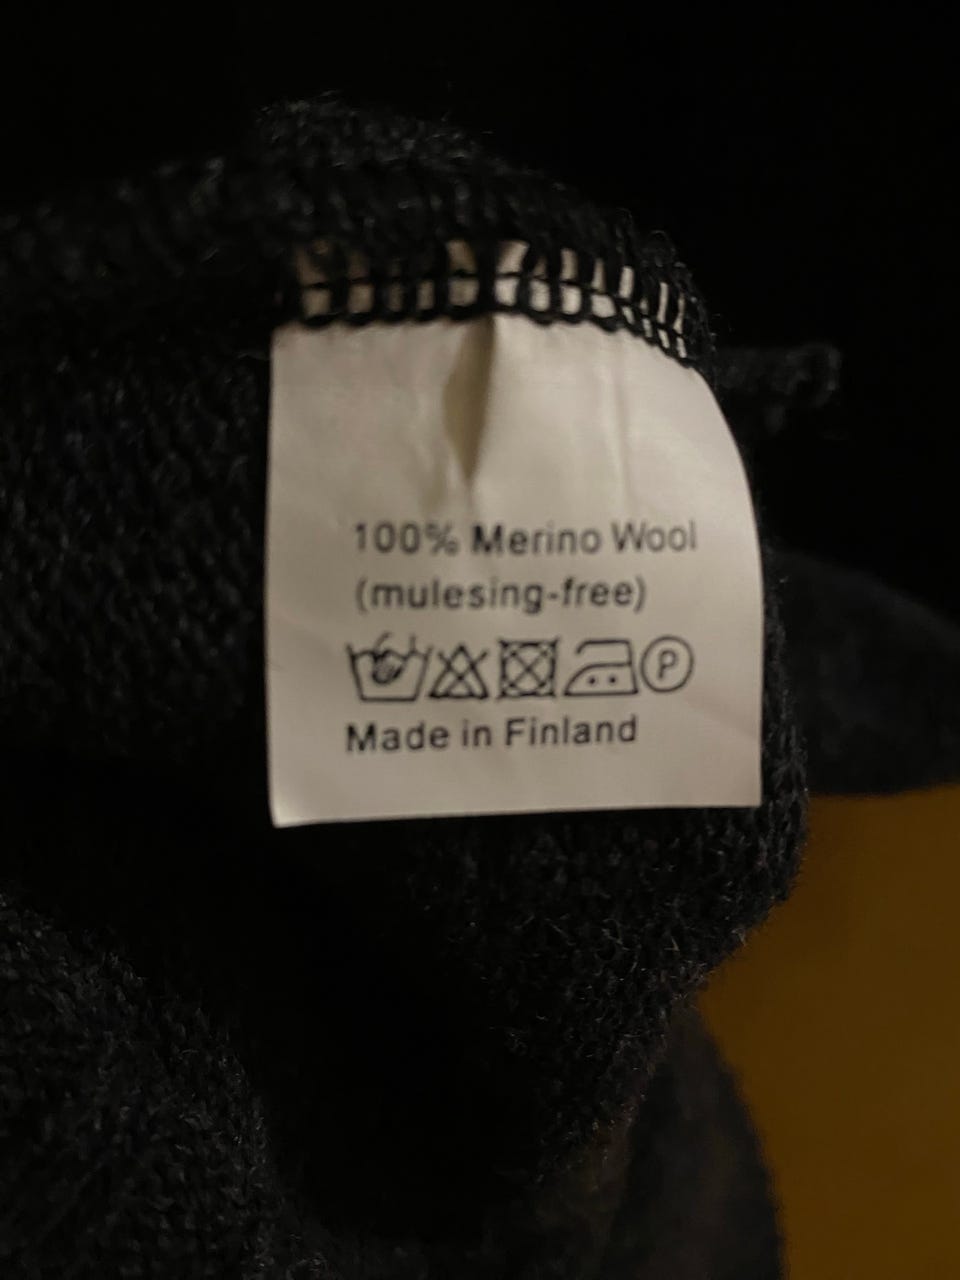 100% Merino Wool
(mulesing-free)
P
Made in Finland